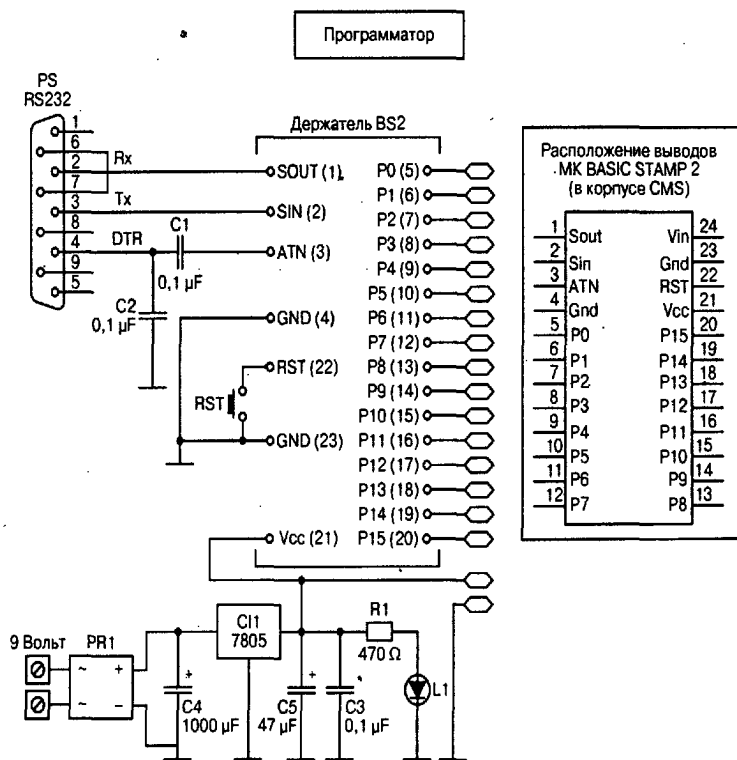 Программатор
PS
RS232
1
6
2
7
3
8
4
9
5
Rx
Tx
DTR
C1
0,1 µF
C2
0,1 µF
Держатель BS2
SOUT (1)
SIN (2)
ATN (3)
GND (4)
RST (22)
RST
GND (23)
Vcc (21)
P0 (5)
P1 (6)
P2 (7)
P3 (8)
P4 (9)
P5 (10)
P6 (11)
P7 (12)
P8 (13)
P9 (14)
P10 (15)
P11 (16)
P12 (17)
P13 (18)
P14 (19)
P15 (20)
Расположение выводов
МК BASIC STAMP 2
(в корпусе CMS)
1 Sout Vin 24
2 Sin Gnd 23
3 ATN RST 22
4 Gnd Vcc 21
5 P0 P15 20
6 P1 P14 19
7 P2 P13 18
8 P3 P12 17
9 P4 P11 16
10 P5 P10 15
11 P6 P9 14
12 P7 P8 13
9 Вольт
PR1
~ +
~ –
CI1
7805
+
C4
1000 µF
+
C5
47 µF
C3
0,1 µF
R1
470 Ω
L1